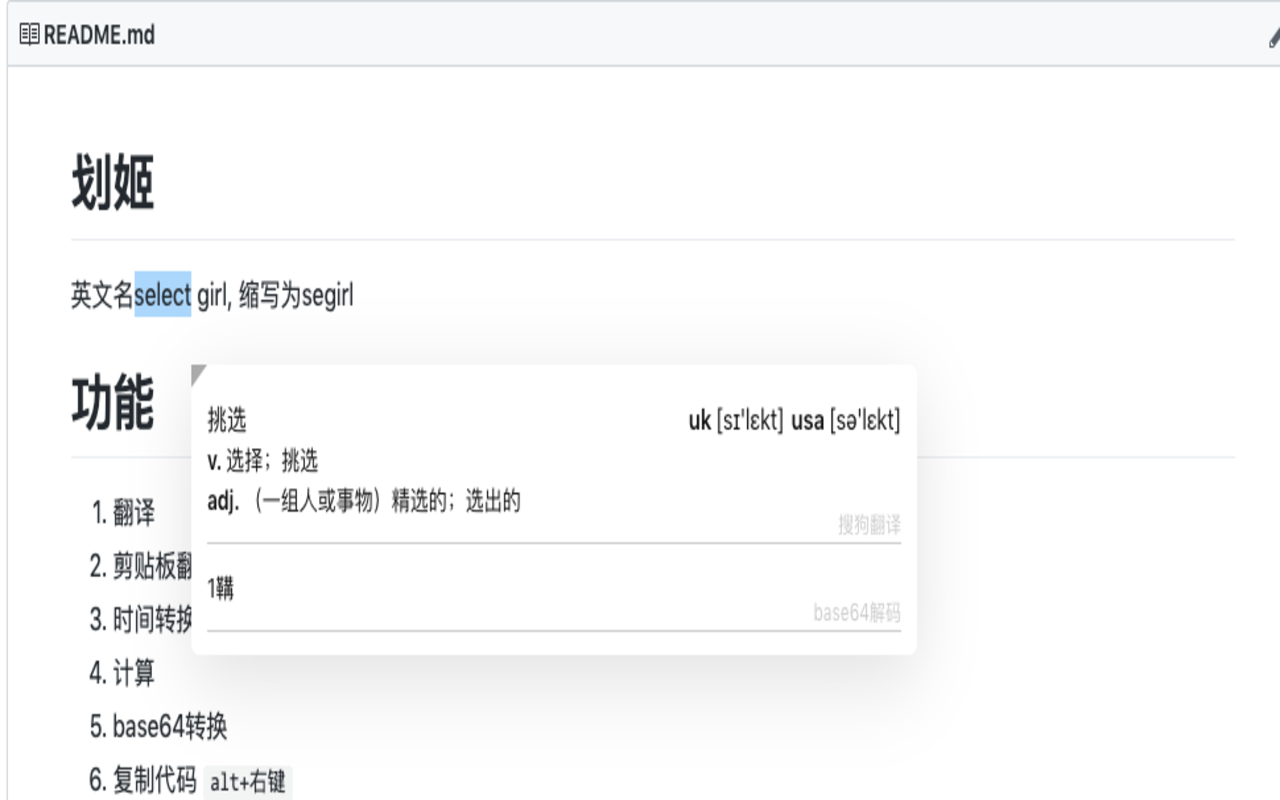 README.md
划姬
英文名select girl, 缩写为segirl
功能
挑选 uk [sɪ'lɛkt] usa [sə'lɛkt]
v. 选择；挑选
adj. （一组人或事物）精选的；选出的
搜狗翻译
1鞲
base64解码
1. 翻译
2. 剪贴板翻
3. 时间转换
4. 计算
5. base64转换
6. 复制代码 alt+右键